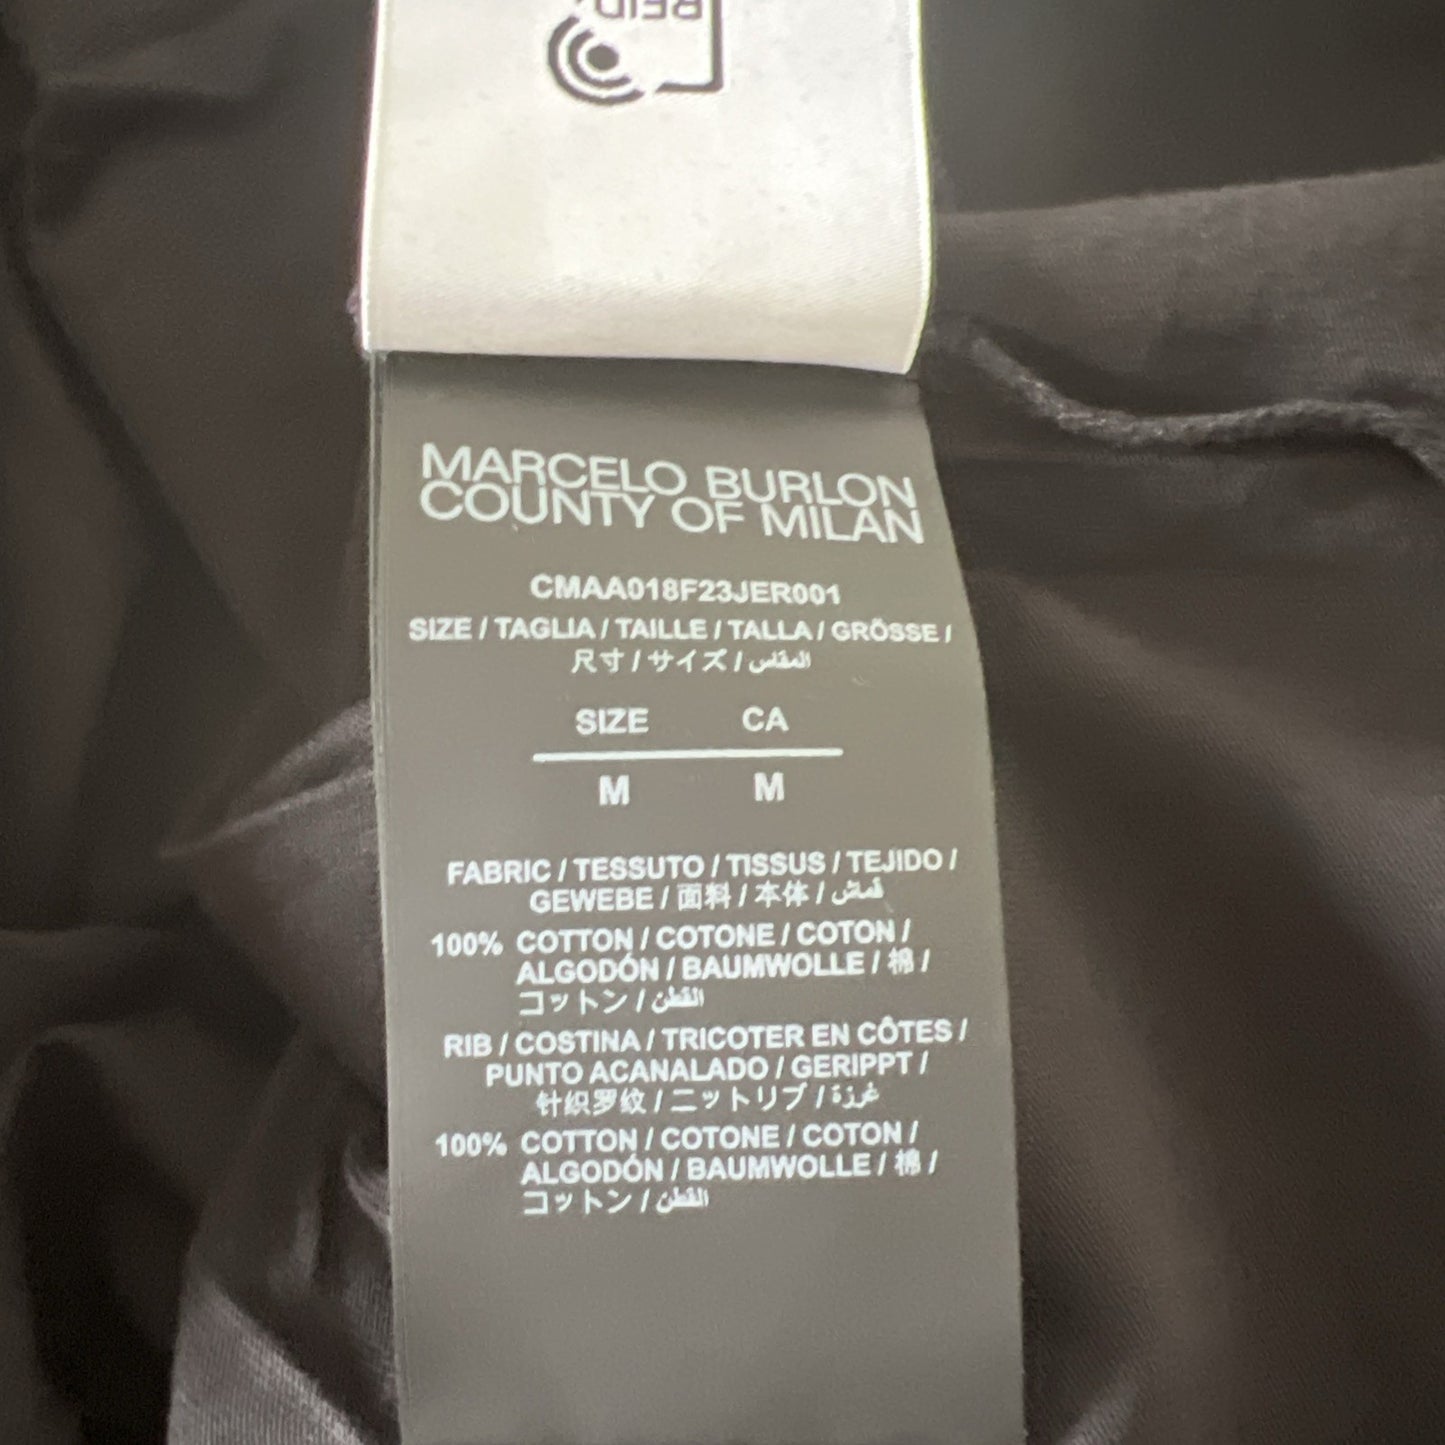 RFID
MARCELO BURLON
COUNTY OF MILAN
CMAA018F23JER001
SIZE / TAGLIA / TAILLE / TALLA / GRÖSSE /
尺寸 / サイズ / المقاس
SIZE CA
M M
FABRIC / TESSUTO / TISSUS / TEJIDO /
GEWEBE / 面料 / 本体 / قماش
100% COTTON / COTONE / COTON /
ALGODÓN / BAUMWOLLE / 棉 /
コットン / القطن
RIB / COSTINA / TRICOTER EN CÔTES /
PUNTO ACANALADO / GERIPPT /
针织罗纹 / ニットリブ / غرزة
100% COTTON / COTONE / COTON /
ALGODÓN / BAUMWOLLE / 棉 /
コットン / القطن